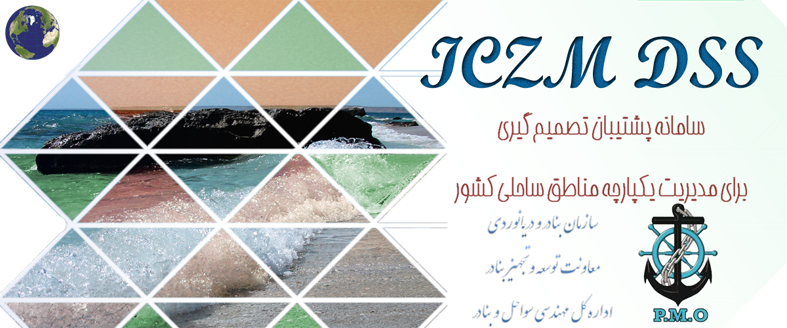 ICZM DSS
سامانه پشتیبان تصمیم گیری
برای مدیریت یکپارچه مناطق ساحلی کشور
سازمان بنادر و دریانوردی
معاونت توسعه و تجهیز بنادر
اداره کل مهندسی سواحل و بنادر
P.M.O